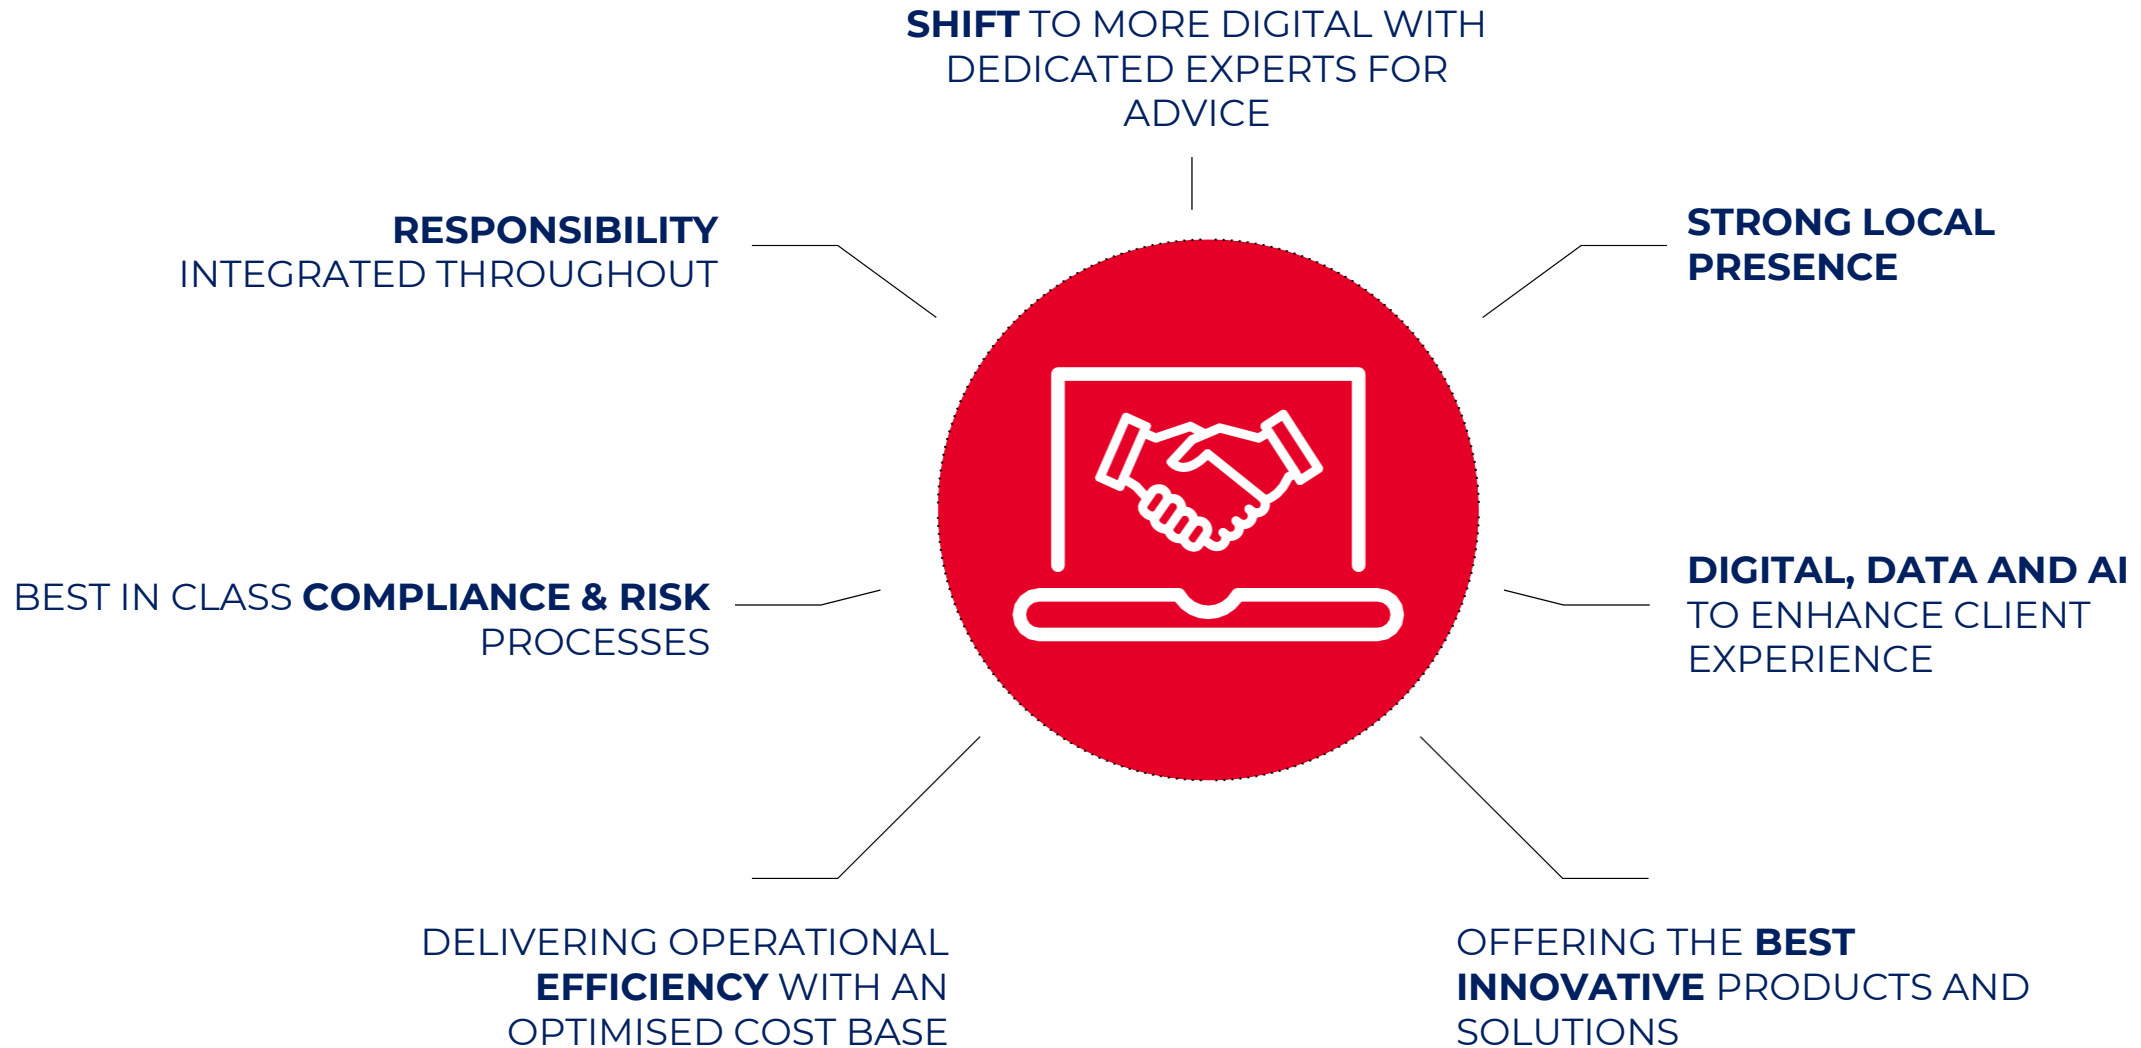 SHIFT TO MORE DIGITAL WITH
DEDICATED EXPERTS FOR
ADVICE
RESPONSIBILITY
INTEGRATED THROUGHOUT
STRONG LOCAL
PRESENCE
BEST IN CLASS COMPLIANCE & RISK
PROCESSES
DIGITAL, DATA AND AI
TO ENHANCE CLIENT
EXPERIENCE
DELIVERING OPERATIONAL
EFFICIENCY WITH AN
OPTIMISED COST BASE
OFFERING THE BEST
INNOVATIVE PRODUCTS AND
SOLUTIONS